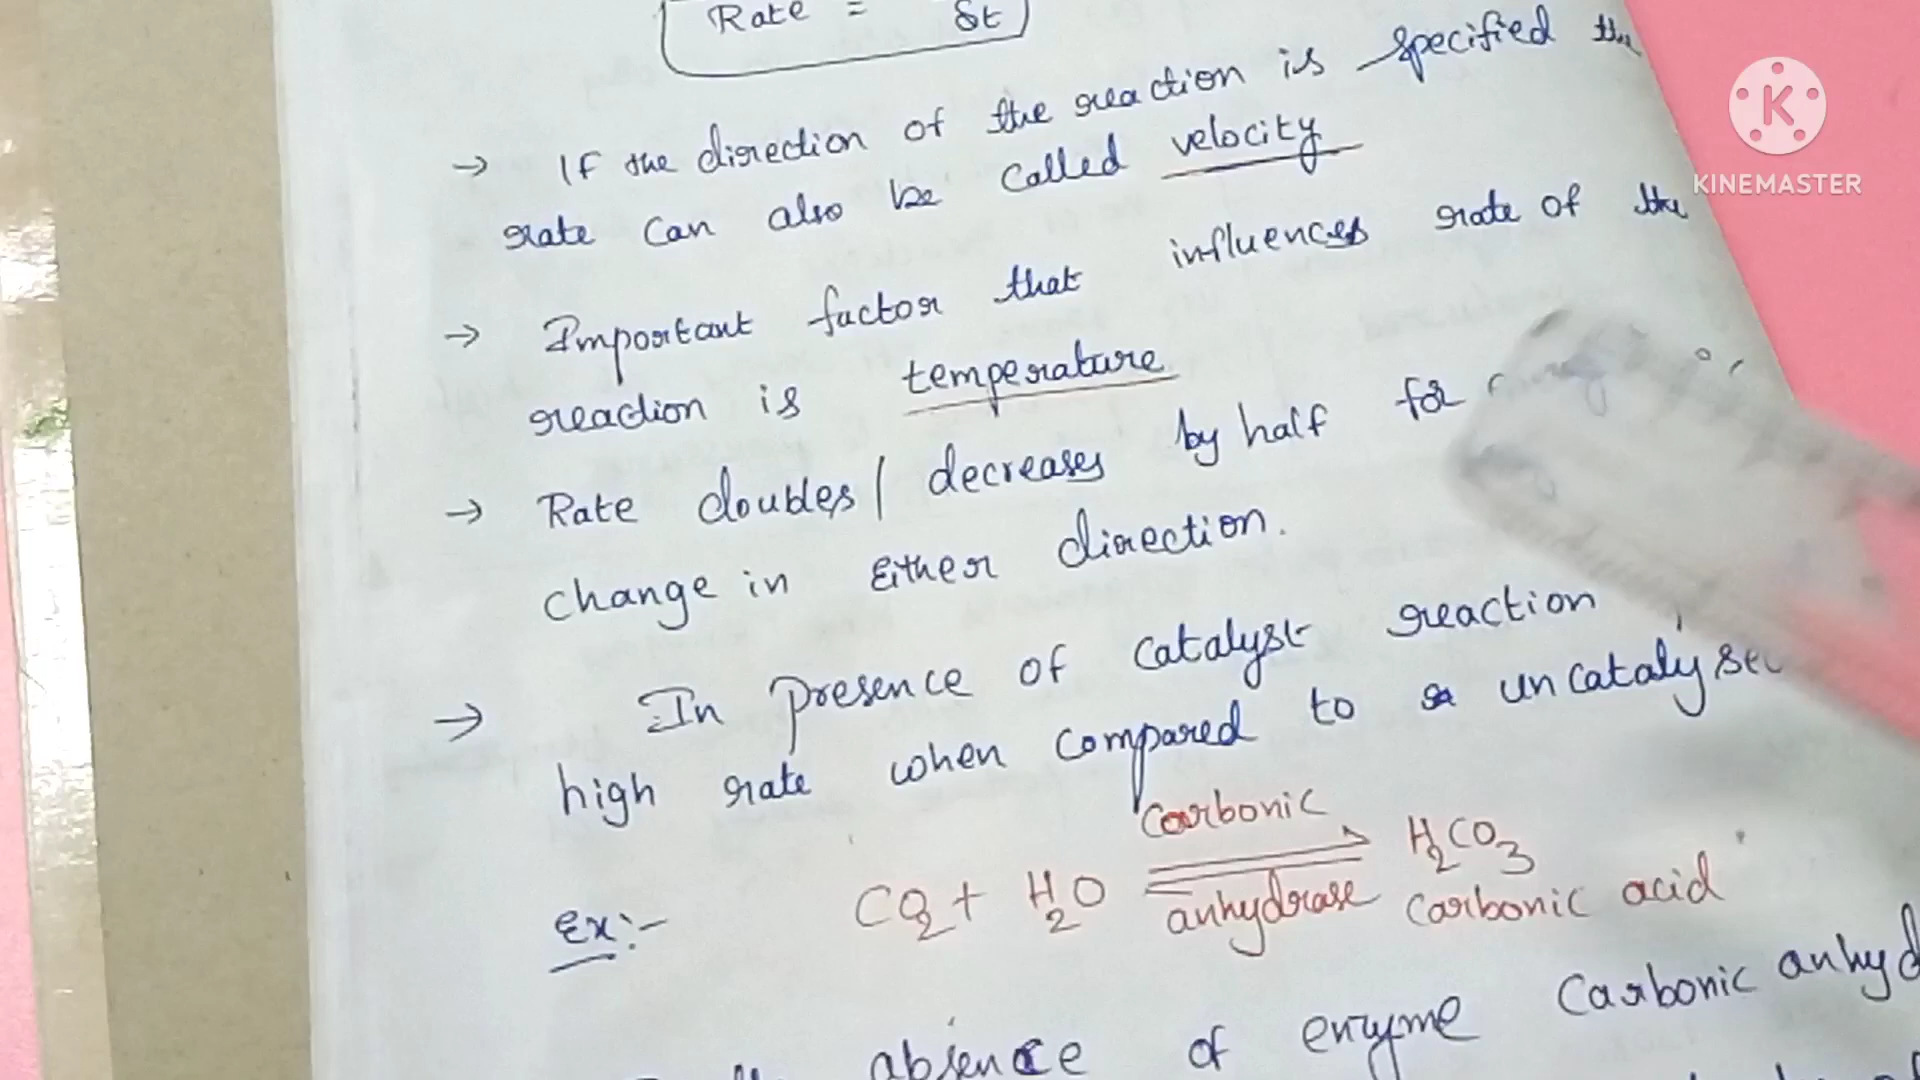 Rate = δt
→ If the direction of the reaction is specified the
rate can also be called velocity
→ Important factor that influences rate of the
reaction is temperature
→ Rate doubles / decreases by half for
change in Either direction.
→ In presence of catalyst reaction
high rate when compared to a uncatalysed
Carbonic
Ex:- CO2 + H2O ⇌ H2CO3
anhydrase Carbonic acid
absence of enzyme Carbonic anhyd
KINEMASTER